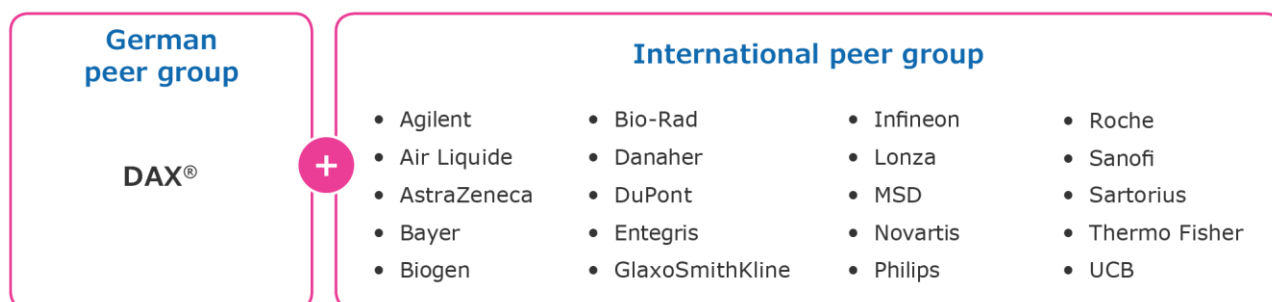 German
peer group
DAX®
+
International peer group
• Agilent
• Air Liquide
• AstraZeneca
• Bayer
• Biogen
• Bio-Rad
• Danaher
• DuPont
• Entegris
• GlaxoSmithKline
• Infineon
• Lonza
• MSD
• Novartis
• Philips
• Roche
• Sanofi
• Sartorius
• Thermo Fisher
• UCB